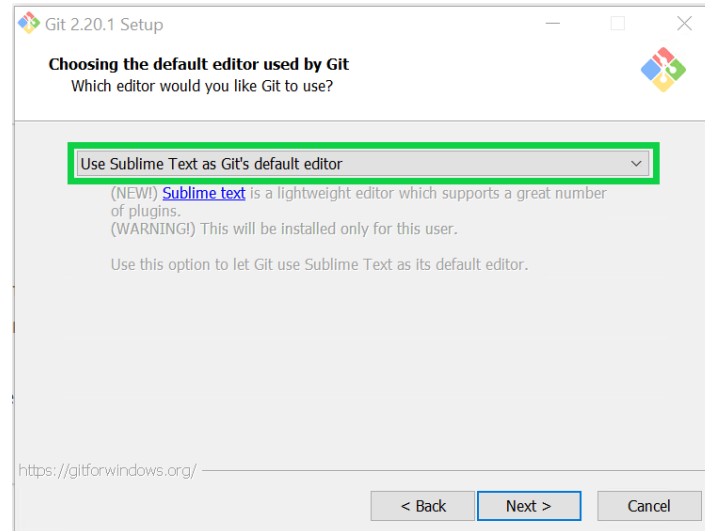 Git 2.20.1 Setup
Choosing the default editor used by Git
Which editor would you like Git to use?
Use Sublime Text as Git's default editor
(NEW!) Sublime text is a lightweight editor which supports a great number
of plugins.
(WARNING!) This will be installed only for this user.
Use this option to let Git use Sublime Text as its default editor.
https://gitforwindows.org/
< Back
Next >
Cancel